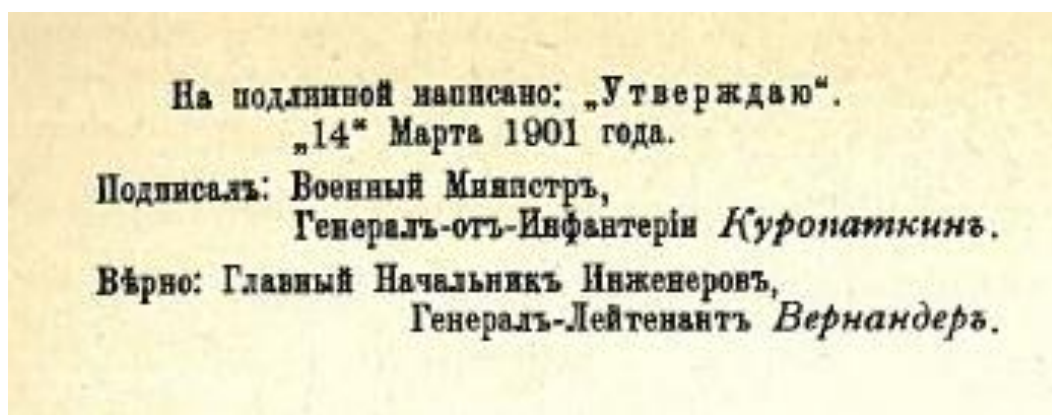 На подлинной написано: „Утверждаю“.
„14“ Марта 1901 года.
Подписалъ: Военный Министръ,
Генералъ-отъ-Инфантеріи Куропаткинъ.
Вѣрно: Главный Начальникъ Инженеровъ,
Генералъ-Лейтенантъ Вернандеръ.